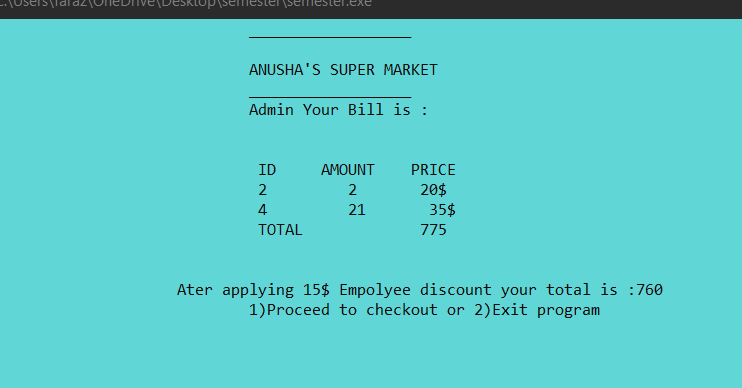 C:\Users\faraz\OneDrive\Desktop\semester\semester.exe
ANUSHA'S SUPER MARKET
Admin Your Bill is :
ID AMOUNT PRICE
2 2 20$
4 21 35$
TOTAL 775
Ater applying 15$ Empolyee discount your total is :760
1)Proceed to checkout or 2)Exit program